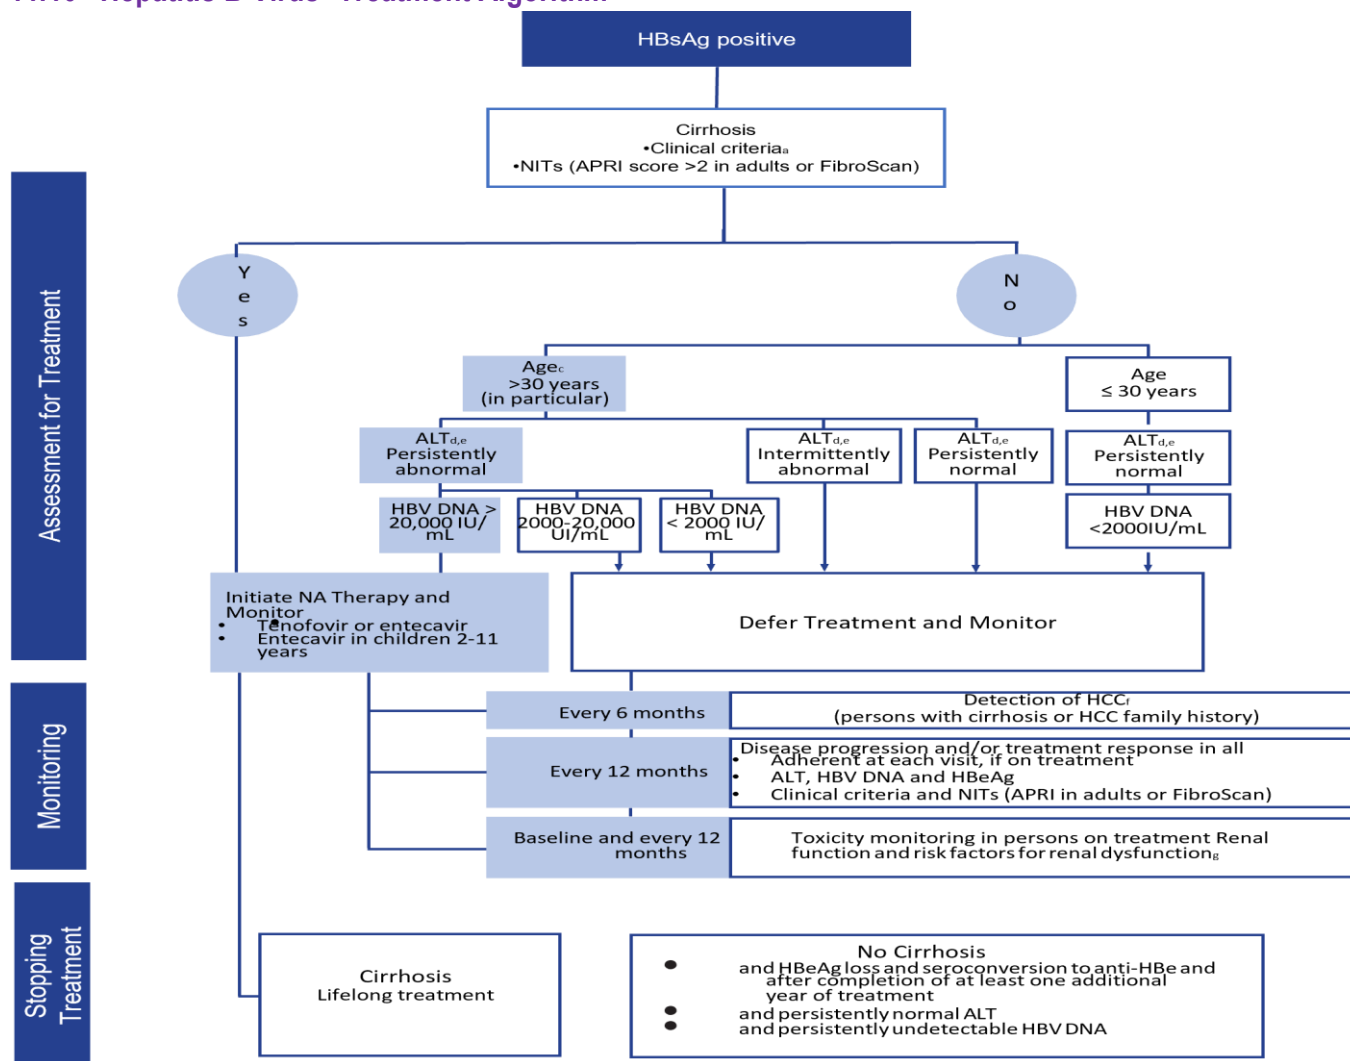 HBsAg positive
Cirrhosis
•Clinical criteriaa
•NITs (APRI score >2 in adults or FibroScan)
Assessment for Treatment
Y
e
s
N
o
Agec
>30 years
(in particular)
Age
≤ 30 years
ALTd,e
Persistently
abnormal
ALTd,e
Intermittently
abnormal
ALTd,e
Persistently
normal
ALTd,e
Persistently
normal
HBV DNA >
20,000 IU/
mL
HBV DNA
2000-20,000
UI/mL
HBV DNA
< 2000 IU/
mL
HBV DNA
<2000IU/mL
Initiate NA Therapy and
Monitor
• Tenofovir or entecavir
• Entecavir in children 2-11
years
Defer Treatment and Monitor
Monitoring
Every 6 months
Detection of HCCf
(persons with cirrhosis or HCC family history)
Every 12 months
Disease progression and/or treatment response in all
• Adherent at each visit, if on treatment
• ALT, HBV DNA and HBeAg
• Clinical criteria and NITs (APRI in adults or FibroScan)
Baseline and every 12
months
Toxicity monitoring in persons on treatment Renal
function and risk factors for renal dysfunctiong
Stopping
Treatment
Cirrhosis
Lifelong treatment
No Cirrhosis
• and HBeAg loss and seroconversion to anti-HBe and
after completion of at least one additional
year of treatment
• and persistently normal ALT
• and persistently undetectable HBV DNA